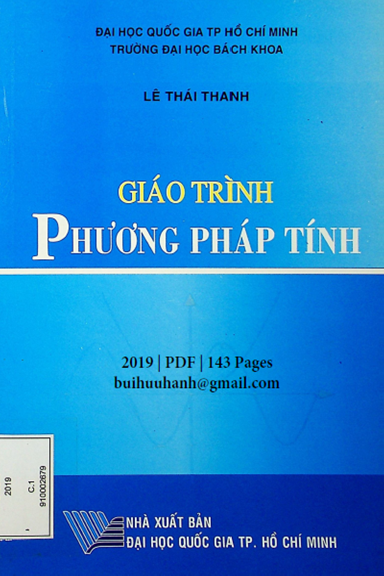 ĐẠI HỌC QUỐC GIA TP HỒ CHÍ MINH
TRƯỜNG ĐẠI HỌC BÁCH KHOA
LÊ THÁI THANH
GIÁO TRÌNH
PHƯƠNG PHÁP TÍNH
2019 | PDF | 143 Pages
buihuuhanh@gmail.com
2019
C.1
910002679
NHÀ XUẤT BẢN
ĐẠI HỌC QUỐC GIA TP. HỒ CHÍ MINH